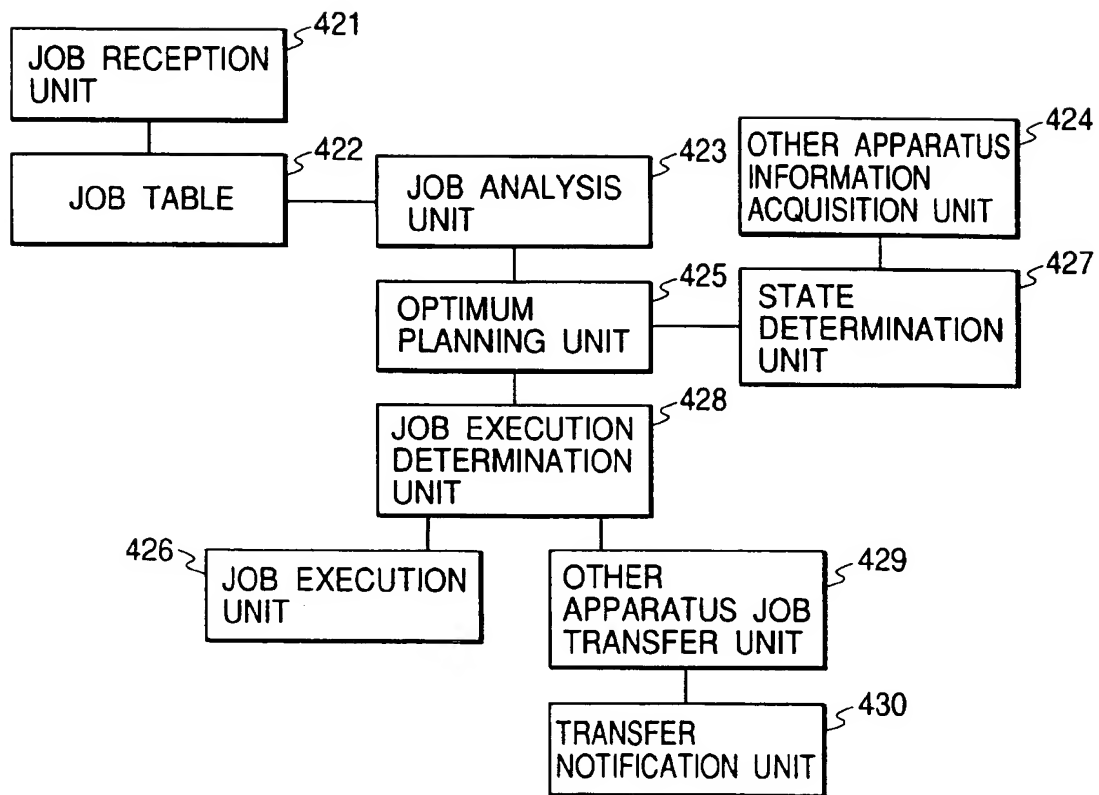 421
JOB RECEPTION
UNIT
422
JOB TABLE
423
JOB ANALYSIS
UNIT
424
OTHER APPARATUS
INFORMATION
ACQUISITION UNIT
425
OPTIMUM
PLANNING UNIT
427
STATE
DETERMINATION
UNIT
428
JOB EXECUTION
DETERMINATION
UNIT
426
JOB EXECUTION
UNIT
429
OTHER
APPARATUS JOB
TRANSFER UNIT
430
TRANSFER
NOTIFICATION UNIT